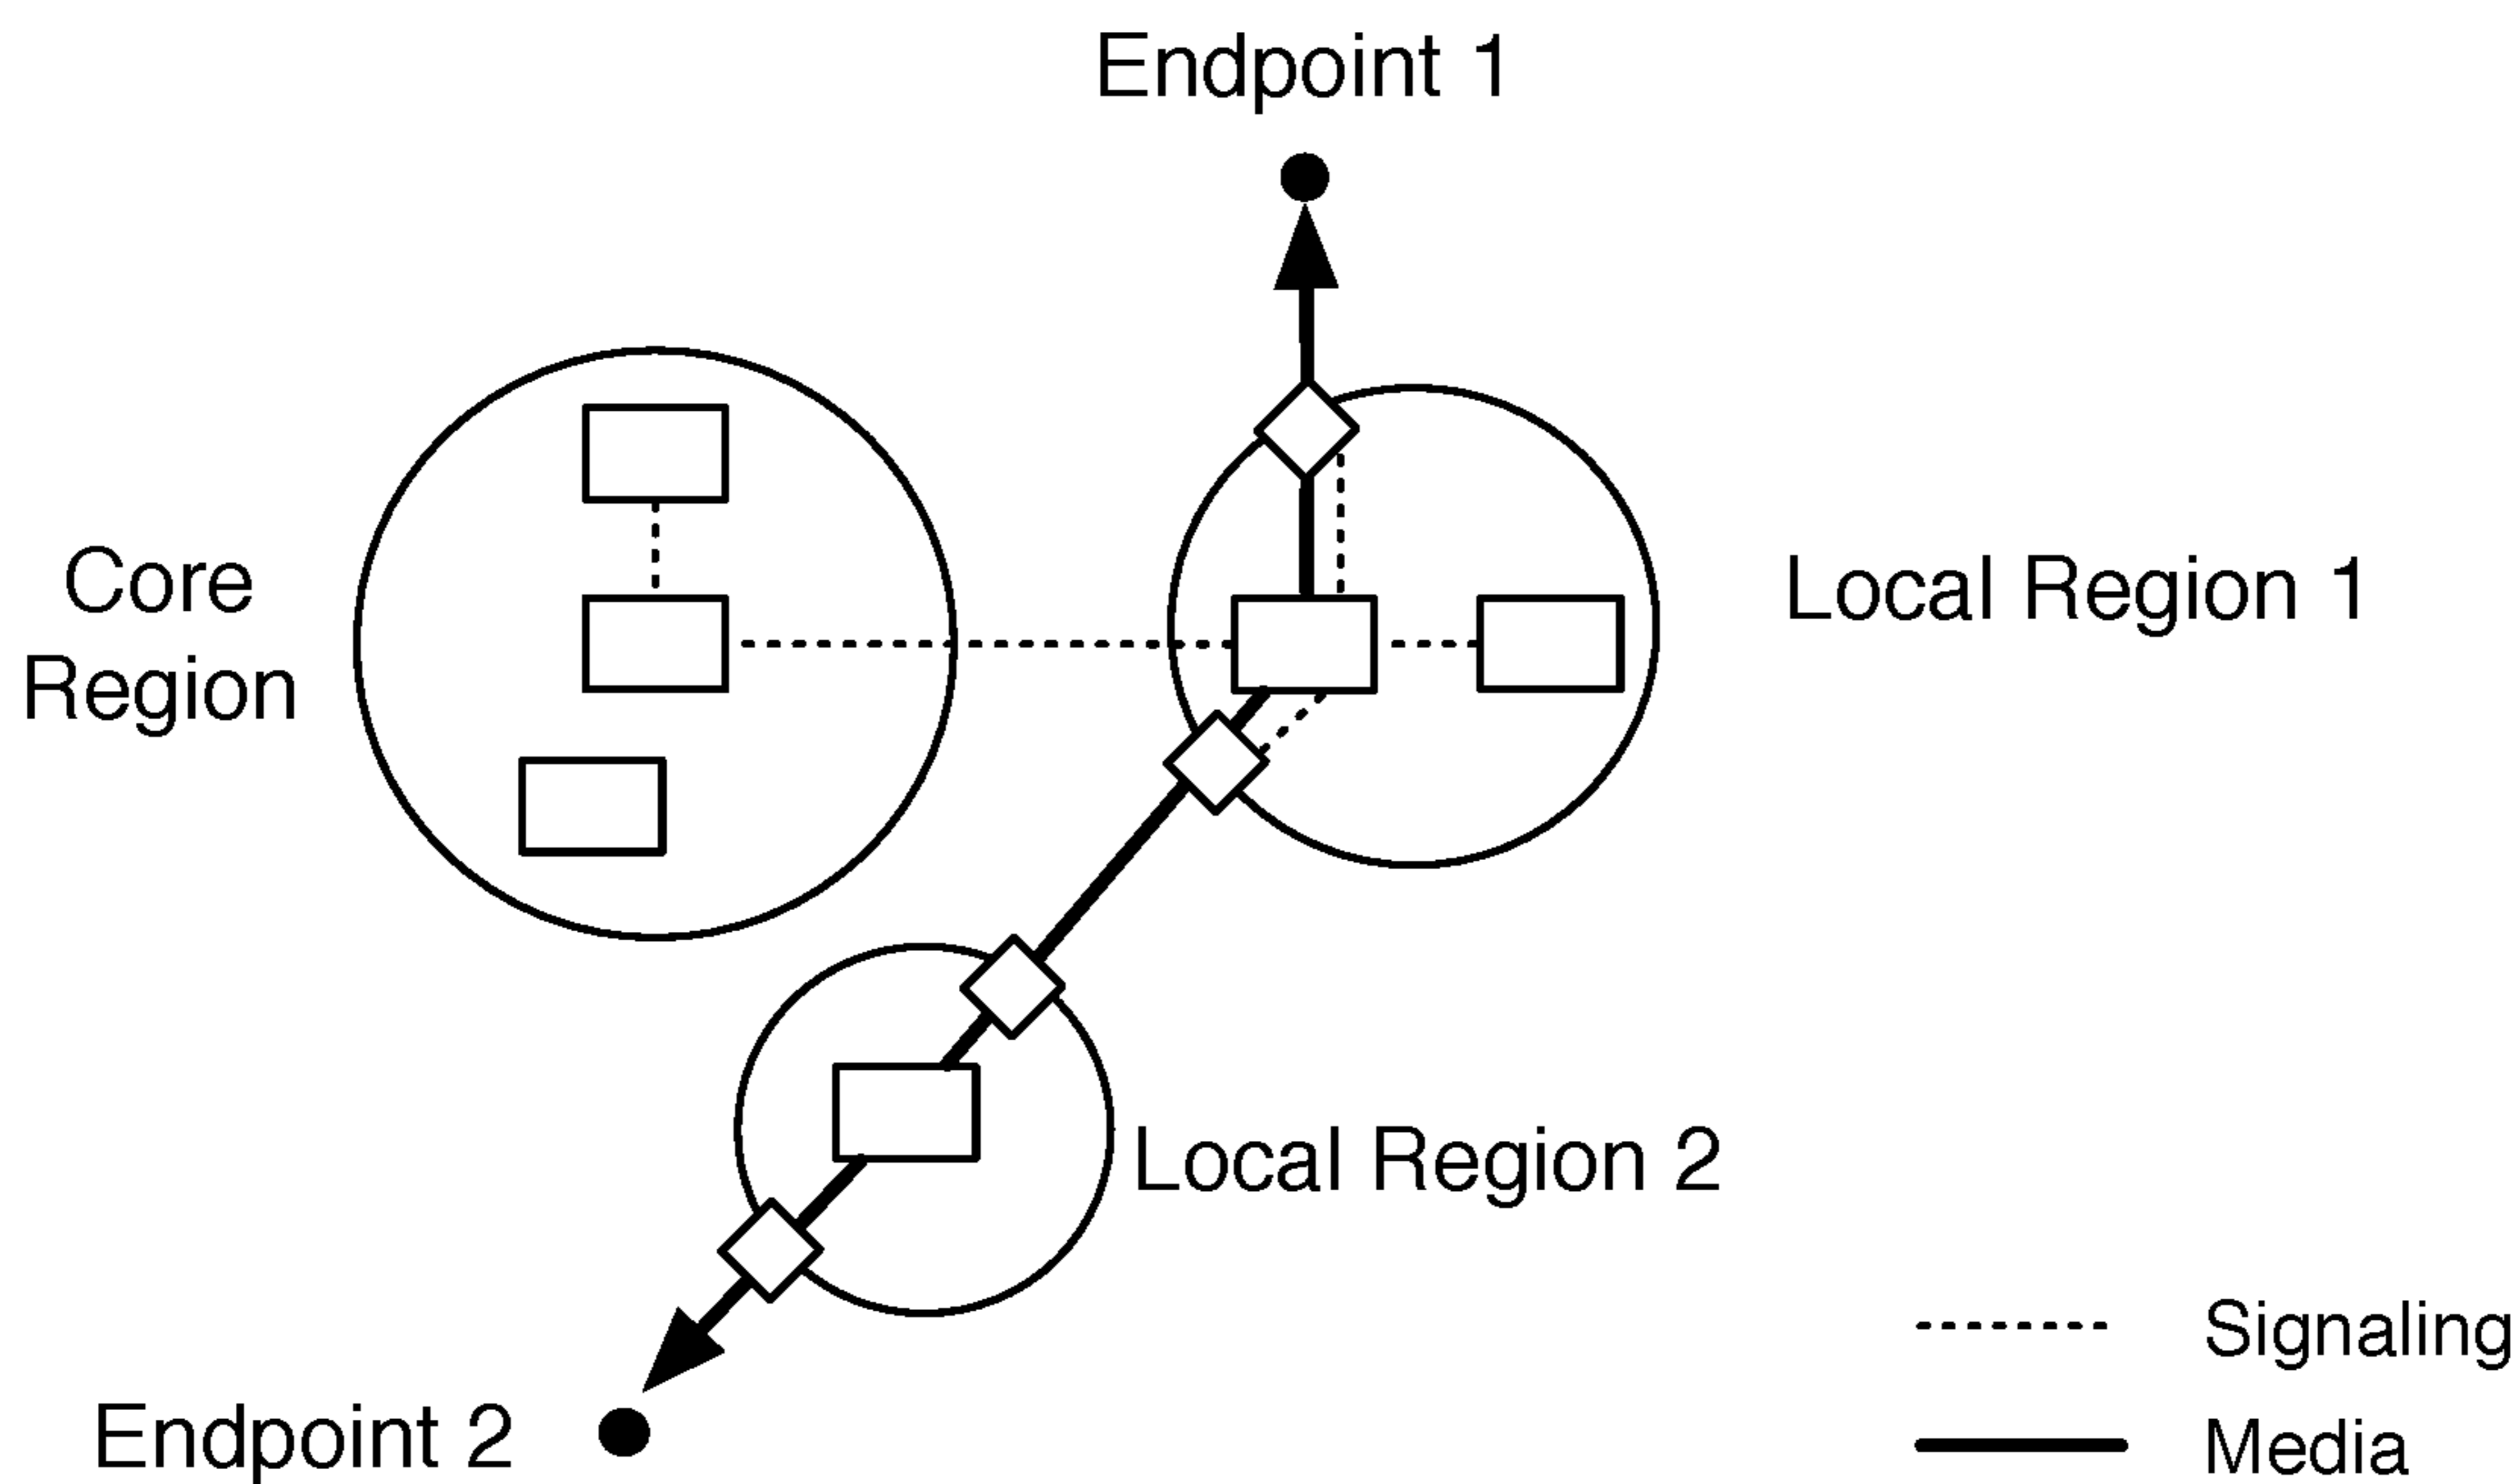 Endpoint 1
Core
Region
Local Region 1
Local Region 2
Signaling
Endpoint 2
Media